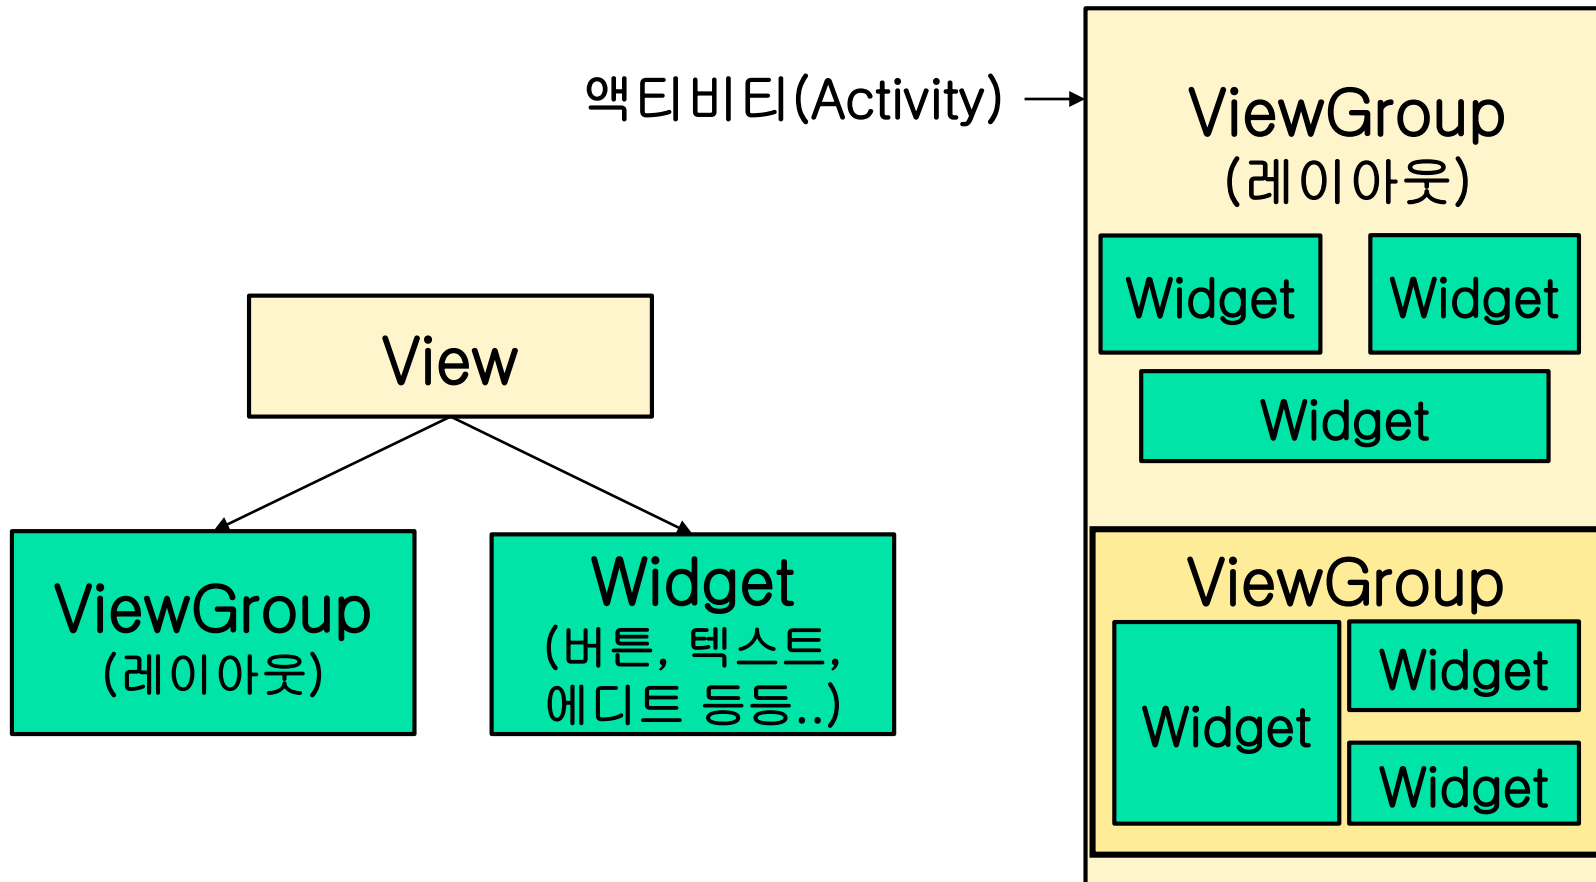 액티비티(Activity)
View
ViewGroup
(레이아웃)
Widget
(버튼, 텍스트,
에디트 등등..)
ViewGroup
(레이아웃)
Widget
Widget
Widget
ViewGroup
Widget
Widget
Widget